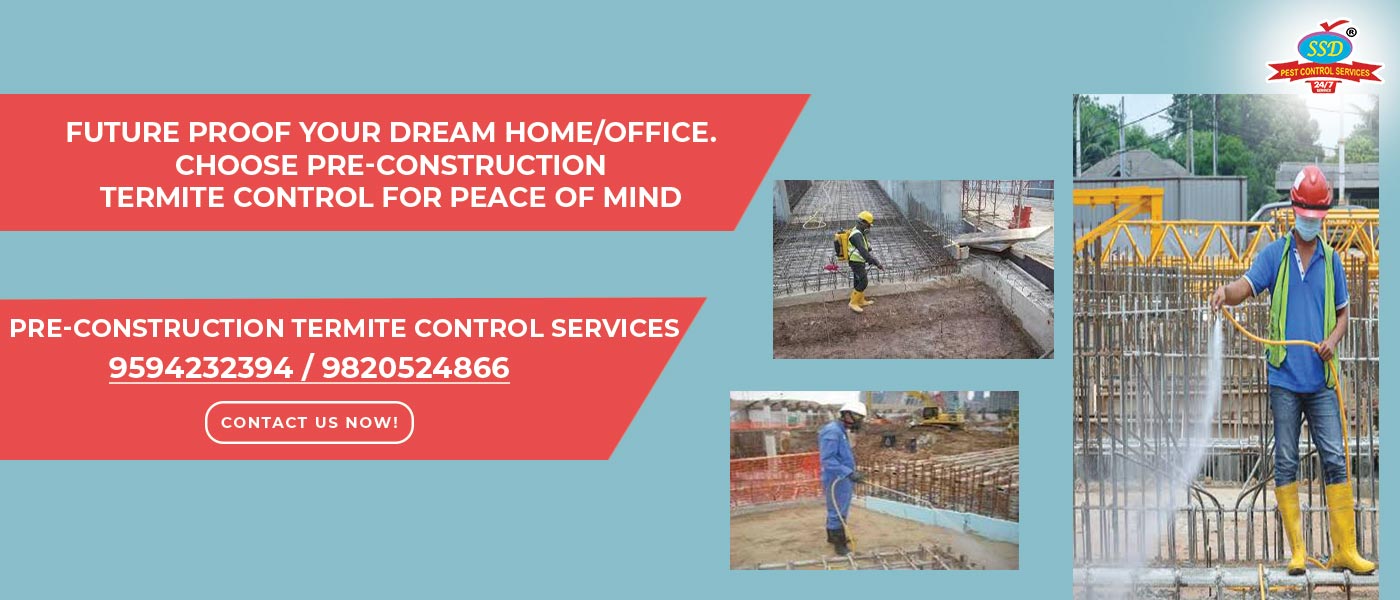 SSD
®
PEST CONTROL SERVICES
24/7
SERVICE
FUTURE PROOF YOUR DREAM HOME/OFFICE.
CHOOSE PRE-CONSTRUCTION
TERMITE CONTROL FOR PEACE OF MIND
PRE-CONSTRUCTION TERMITE CONTROL SERVICES
9594232394 / 9820524866
CONTACT US NOW!